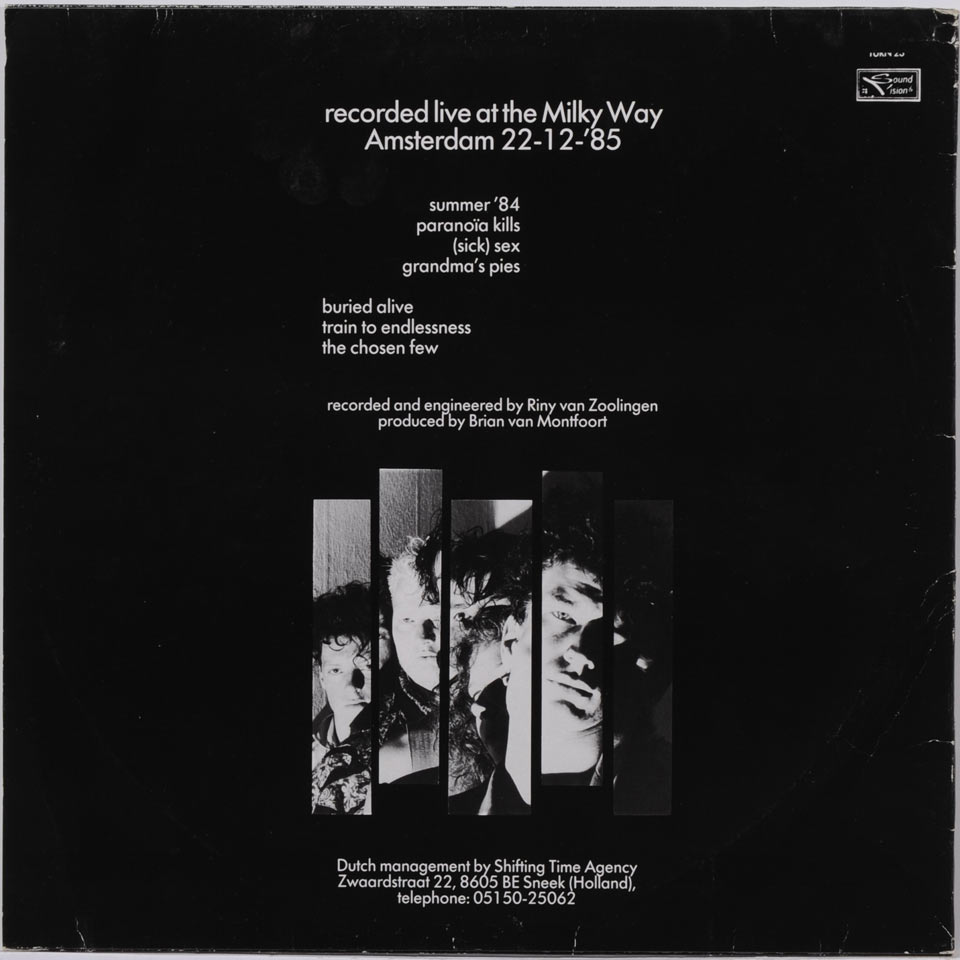 Sound
Vision
recorded live at the Milky Way
Amsterdam 22-12-'85
summer '84
paranoïa kills
(sick) sex
grandma's pies
buried alive
train to endlessness
the chosen few
recorded and engineered by Riny van Zoolingen
produced by Brian van Montfoort
Dutch management by Shifting Time Agency
Zwaardstraat 22, 8605 BE Sneek (Holland),
telephone: 05150-25062